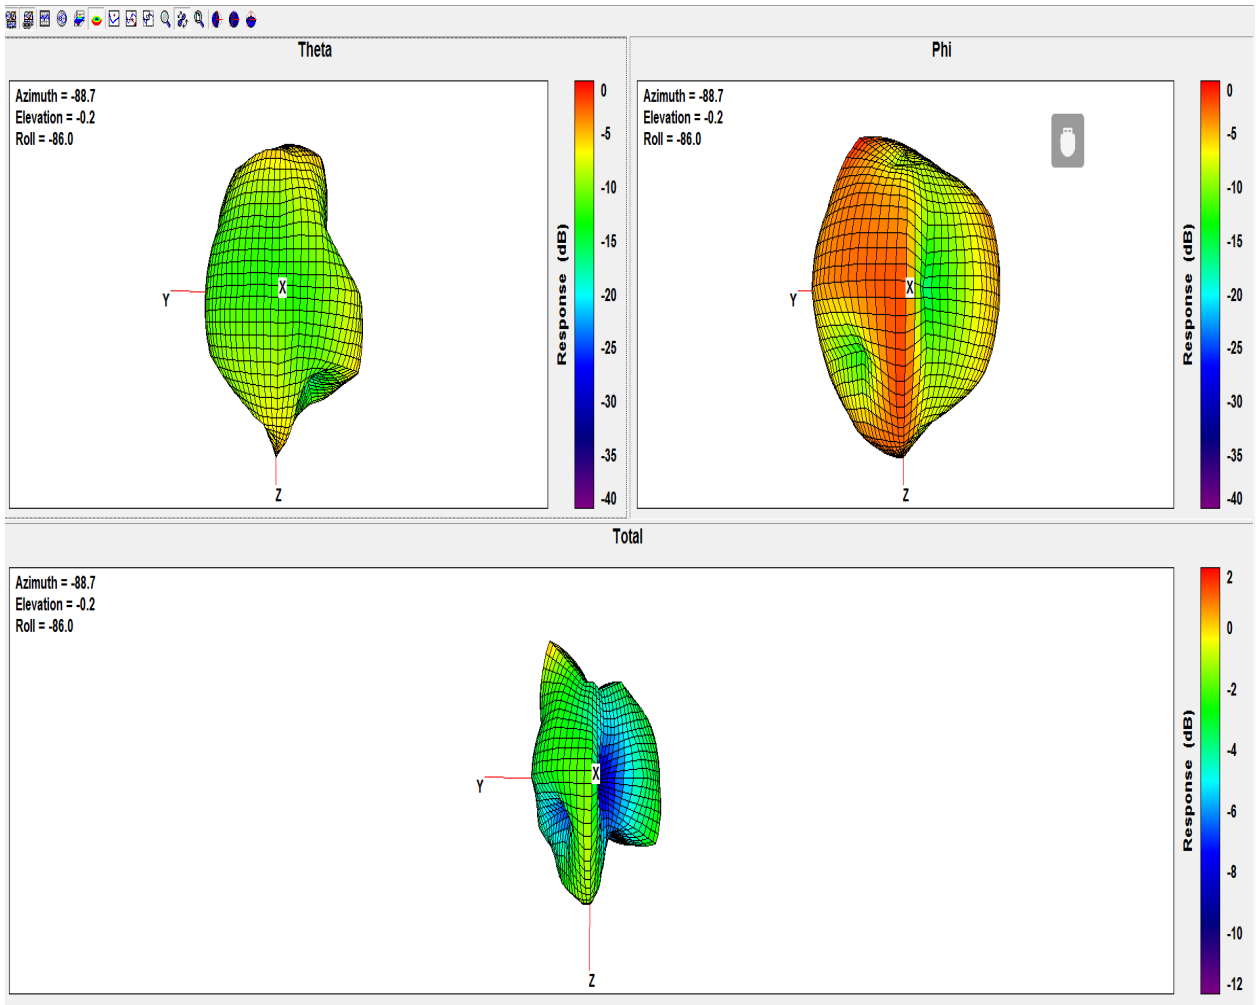 Theta
Azimuth = -88.7
Elevation = -0.2
Roll = -86.0
Y
X
Z
0
-5
-10
-15
-20
-25
-30
-35
-40
Response (dB)
Phi
Azimuth = -88.7
Elevation = -0.2
Roll = -86.0
Y
X
Z
0
-5
-10
-15
-20
-25
-30
-35
-40
Response (dB)
Total
Azimuth = -88.7
Elevation = -0.2
Roll = -86.0
Y
X
Z
2
0
-2
-4
-6
-8
-10
-12
Response (dB)